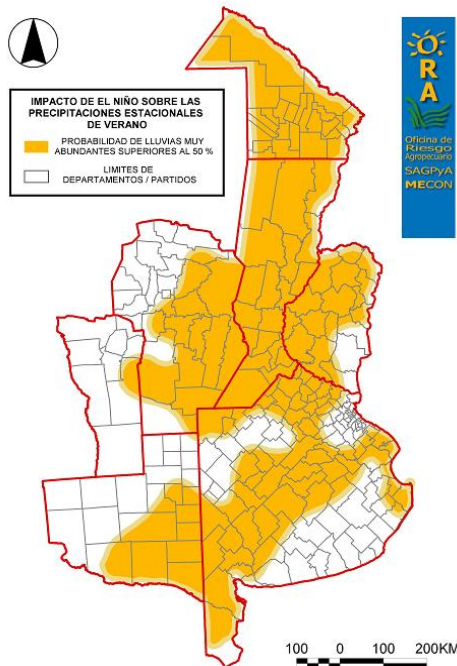 IMPACTO DE EL NIÑO SOBRE LAS
PRECIPITACIONES ESTACIONALES
DE VERANO
PROBABILIDAD DE LLUVIAS MUY
ABUNDANTES SUPERIORES AL 50 %
LIMITES DE
DEPARTAMENTOS / PARTIDOS
O
R
A
Oficina de
Riesgo
Agropecuario
SAGPyA
MECON
100 0 100 200KM